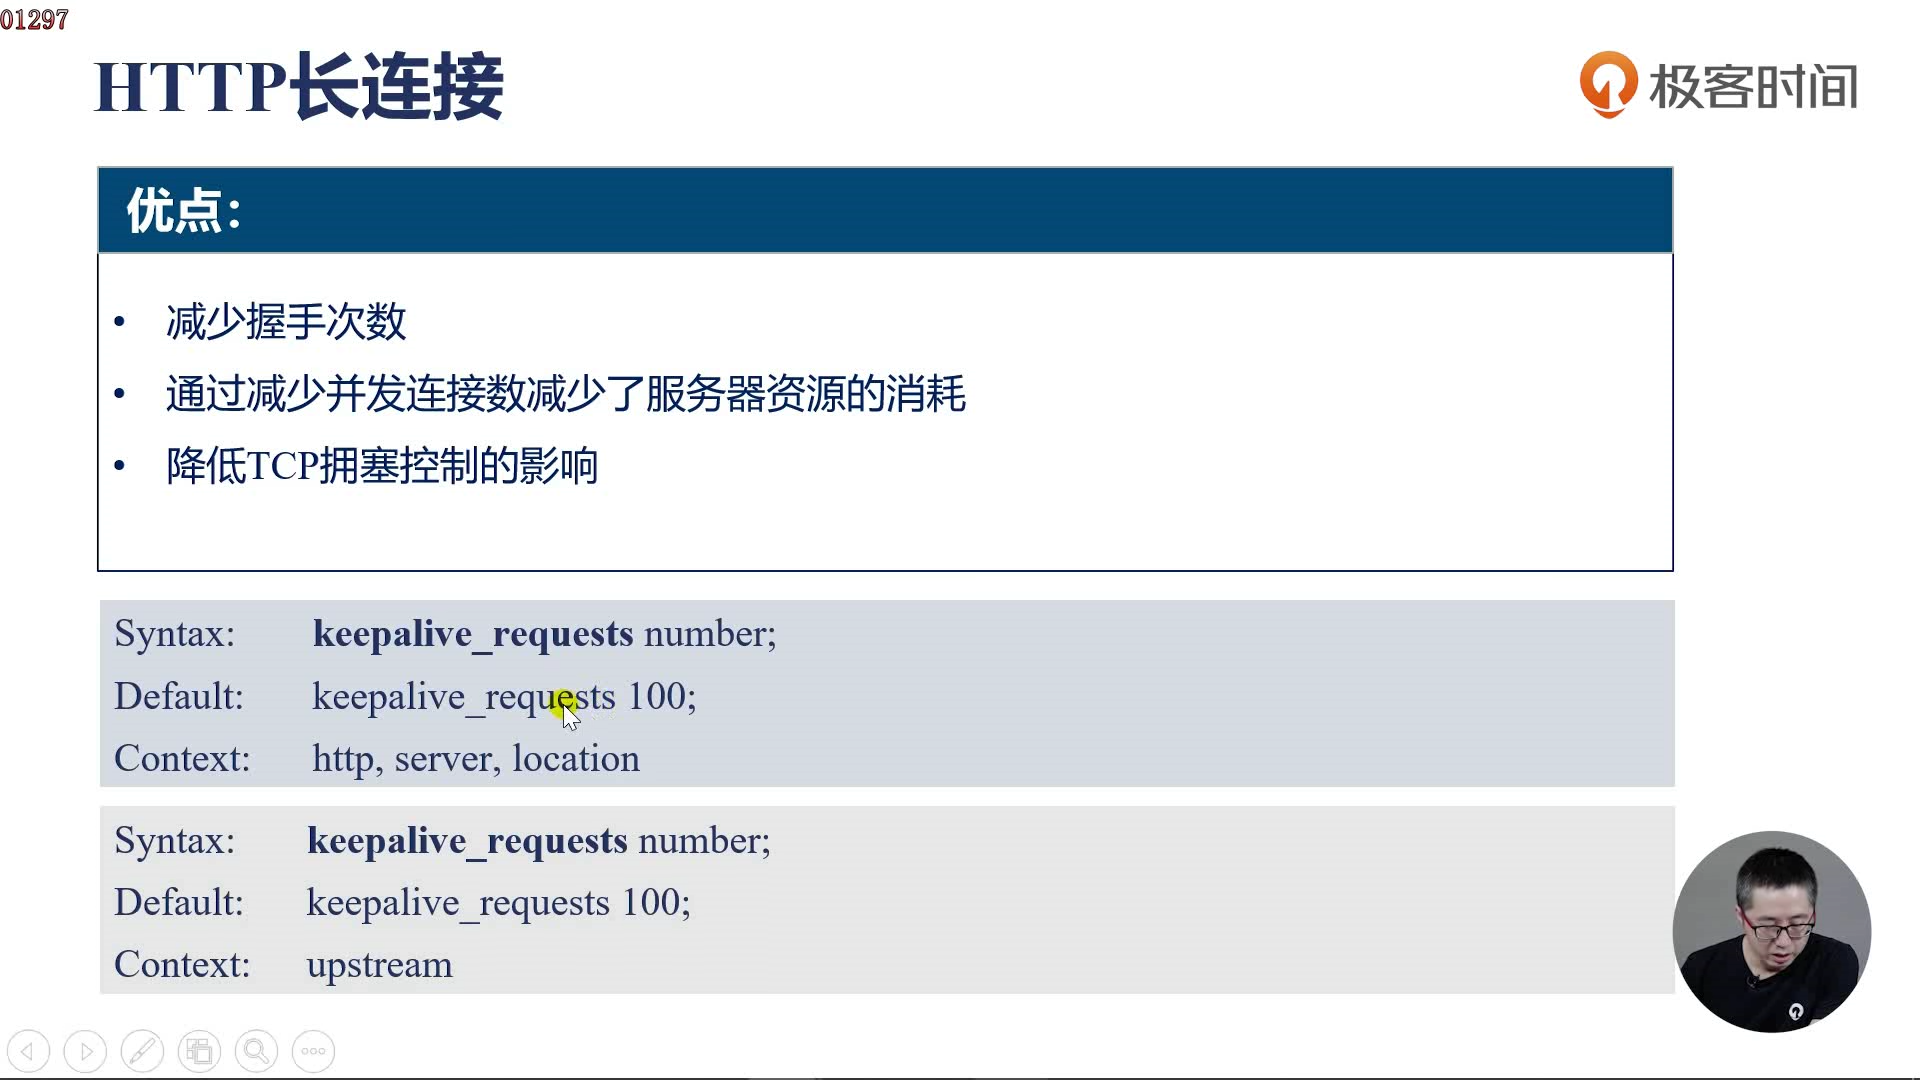 01297
HTTP长连接
极客时间
优点：
• 减少握手次数
• 通过减少并发连接数减少了服务器资源的消耗
• 降低TCP拥塞控制的影响
Syntax: keepalive_requests number;
Default: keepalive_requests 100;
Context: http, server, location
Syntax: keepalive_requests number;
Default: keepalive_requests 100;
Context: upstream